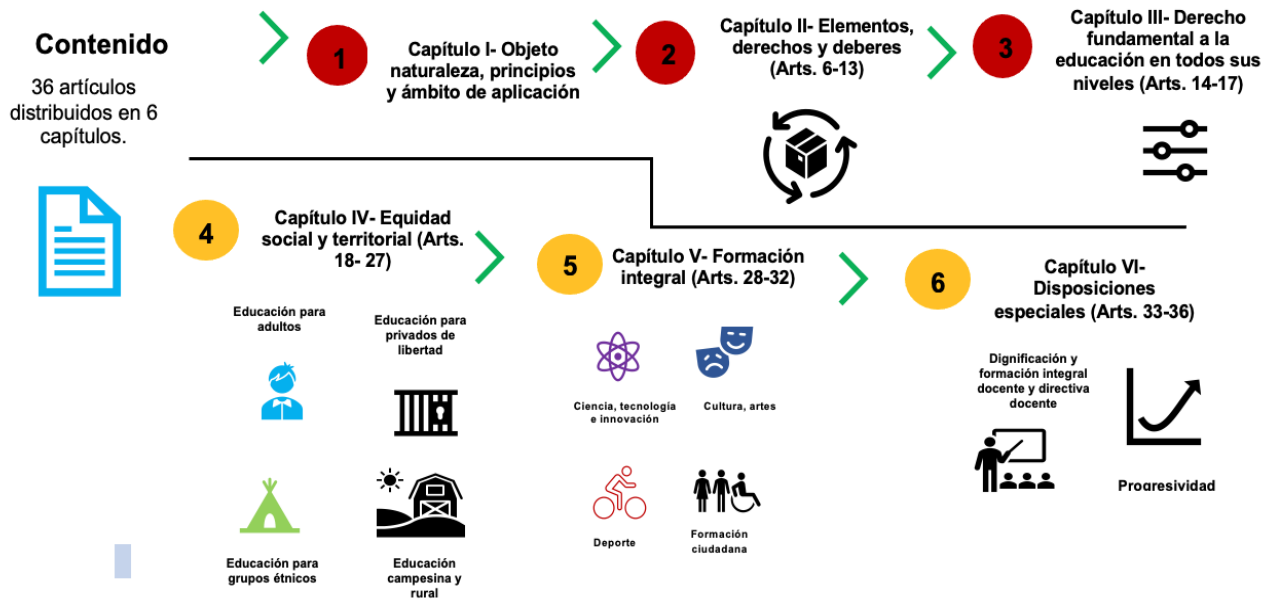 Contenido
36 artículos
distribuidos en 6
capítulos.
1
Capítulo I- Objeto
naturaleza, principios
y ámbito de aplicación
2
Capítulo II- Elementos,
derechos y deberes
(Arts. 6-13)
3
Capítulo III- Derecho
fundamental a la
educación en todos sus
niveles (Arts. 14-17)
4
Capítulo IV- Equidad
social y territorial (Arts.
18- 27)
Educación para
adultos
Educación para
privados de
libertad
Educación para
grupos étnicos
Educación
campesina y
rural
5
Capítulo V- Formación
integral (Arts. 28-32)
Ciencia, tecnología
e innovación
Cultura, artes
Deporte
Formación
ciudadana
6
Capítulo VI-
Disposiciones
especiales (Arts. 33-36)
Dignificación y
formación integral
docente y directiva
docente
Progresividad